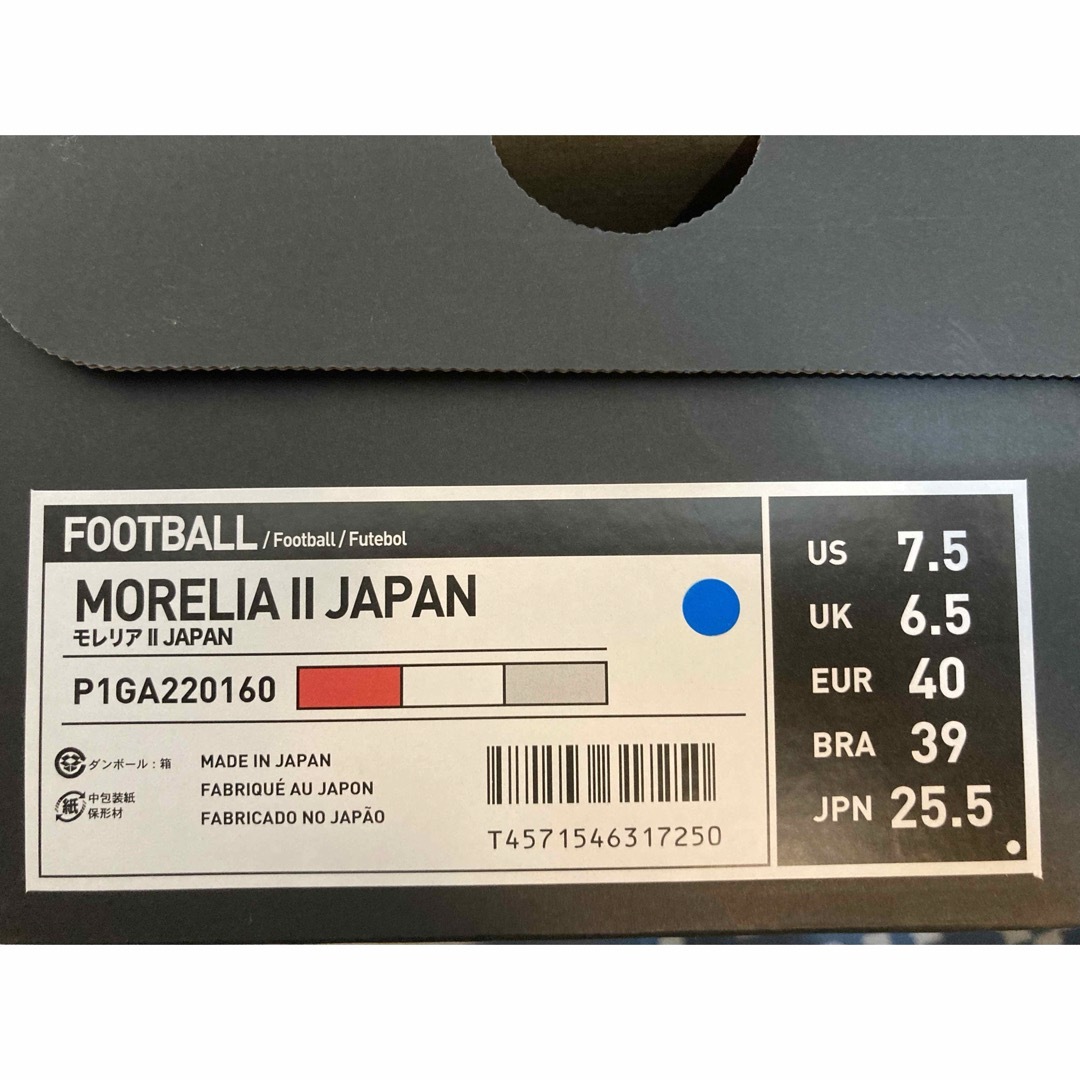 FOOTBALL / Football / Futebol
MORELIA II JAPAN
モレリア II JAPAN
P1GA220160
ダンボール：箱
紙
中包装紙
保形材
MADE IN JAPAN
FABRIQUÉ AU JAPON
FABRICADO NO JAPÃO
T4571546317250
US 7.5
UK 6.5
EUR 40
BRA 39
JPN 25.5